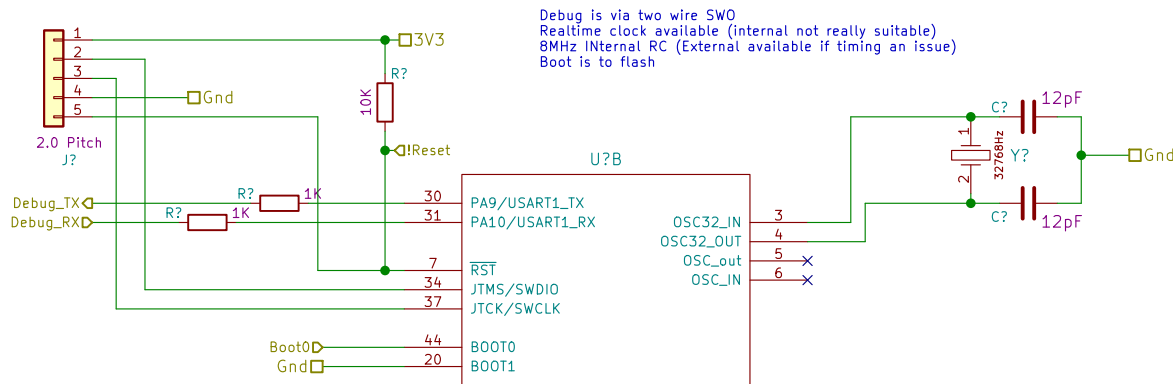 Debug is via two wire SWO
Realtime clock available (internal not really suitable)
8MHz INternal RC (External available if timing an issue)
Boot is to flash
1
2
3
4
5
2.0 Pitch
J?
3V3
R?
10K
Gnd
!Reset
Debug_TX
R?
1K
Debug_RX
R?
1K
U?B
30
PA9/USART1_TX
31
PA10/USART1_RX
7
RST
34
JTMS/SWDIO
37
JTCK/SWCLK
44
BOOT0
20
BOOT1
Boot0
Gnd
OSC32_IN
3
OSC32_OUT
4
OSC_out
5
OSC_IN
6
C?
12pF
1
2
32768Hz
Y?
C?
12pF
Gnd